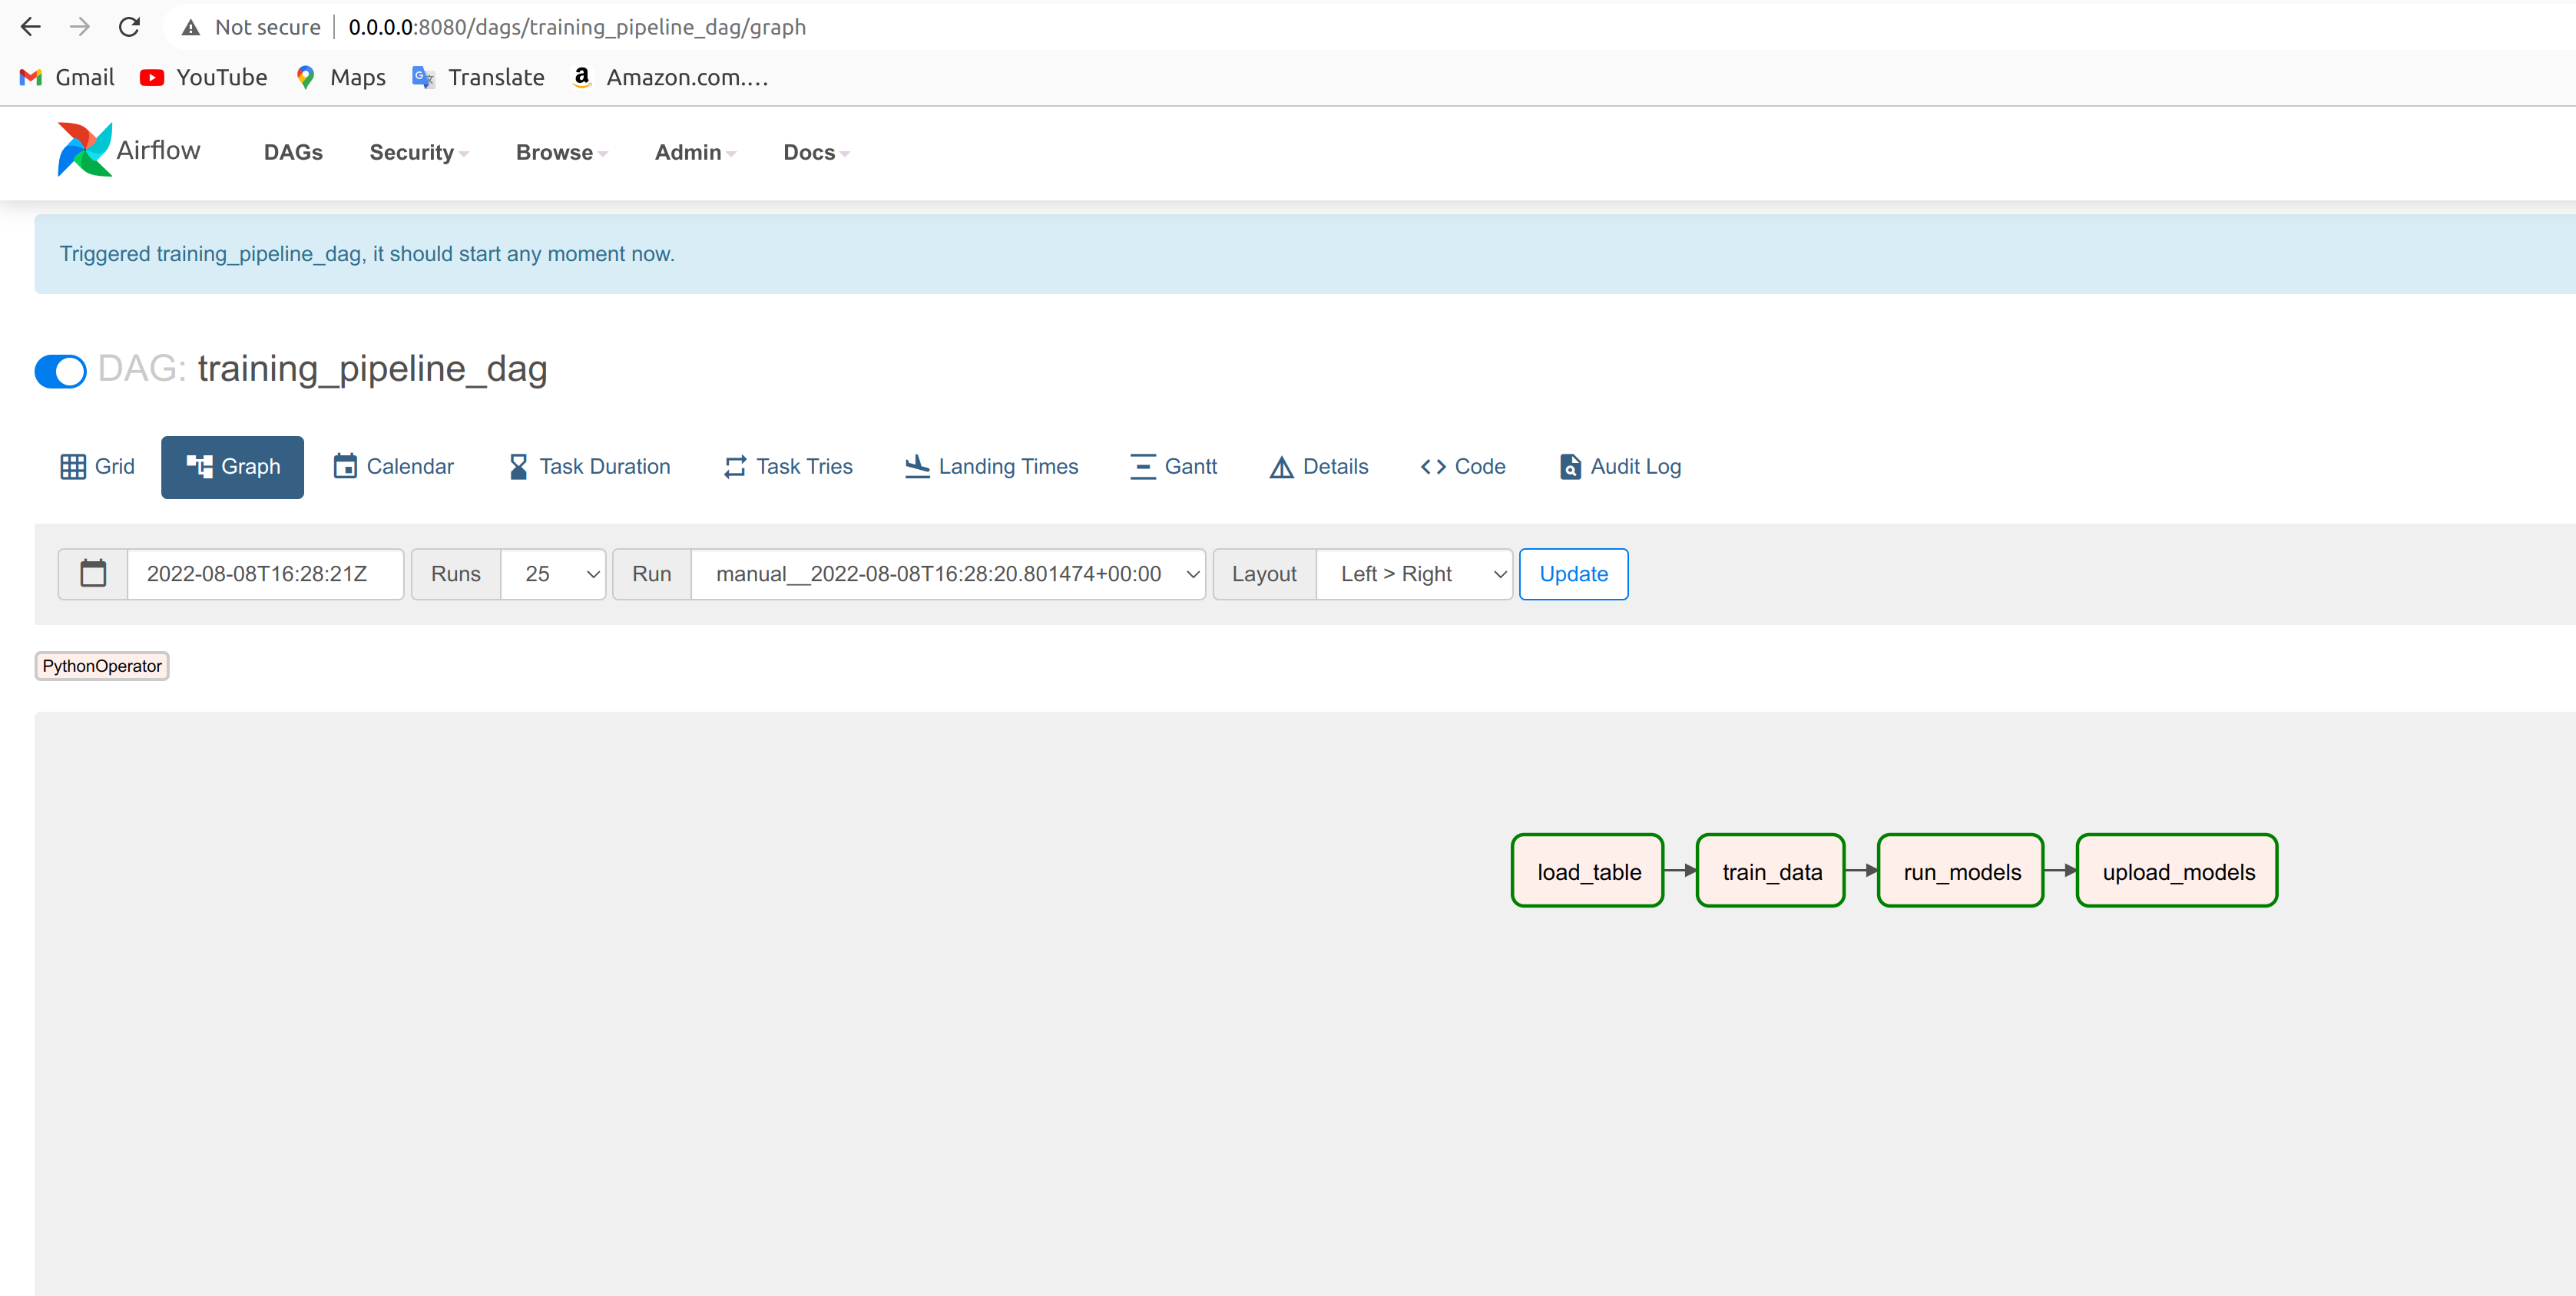 Not secure 0.0.0.0:8080/dags/training_pipeline_dag/graph
Gmail YouTube Maps Translate Amazon.com....
Airflow DAGs Security Browse Admin Docs
Triggered training_pipeline_dag, it should start any moment now.
DAG: training_pipeline_dag
Grid Graph Calendar Task Duration Task Tries Landing Times Gantt Details Code Audit Log
2022-08-08T16:28:21Z Runs 25 Run manual__2022-08-08T16:28:20.801474+00:00 Layout Left > Right Update
PythonOperator
load_table train_data run_models upload_models